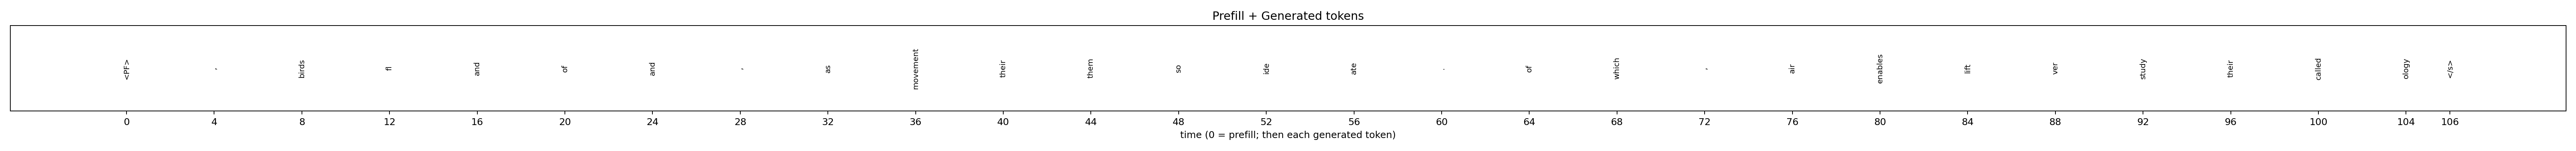 Prefill + Generated tokens
<PF> , birds fl and of and , as movement their them so ide ate . of which , air enables lift ver study their called ology </s>
0 4 8 12 16 20 24 28 32 36 40 44 48 52 56 60 64 68 72 76 80 84 88 92 96 100 104 106
time (0 = prefill; then each generated token)